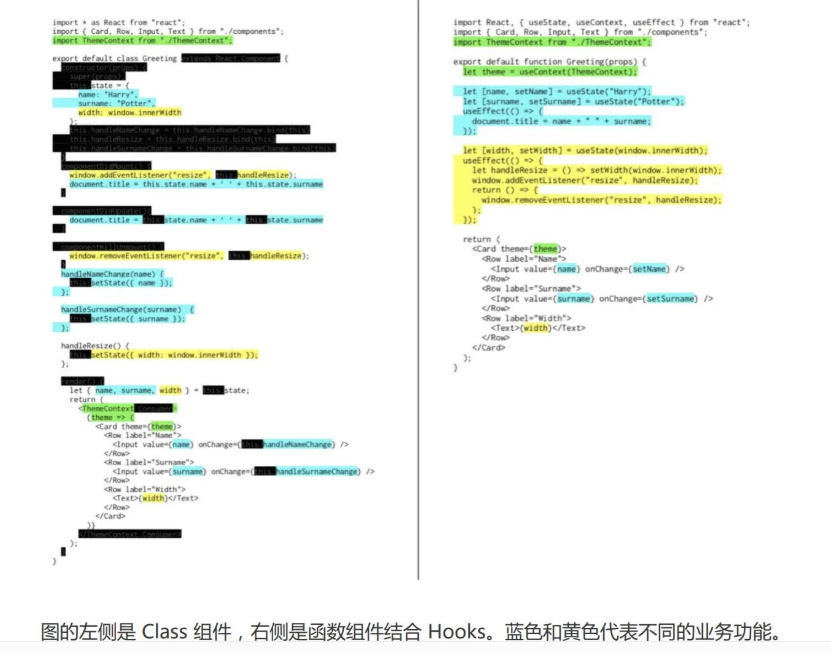 import * as React from "react";
import { Card, Row, Input, Text } from "./components";
import ThemeContext from "./ThemeContext";
export default class Greeting extends React.Component {
constructor(props) {
super(props);
this.state = {
name: "Harry",
surname: "Potter",
width: window.innerWidth
};
this.handleNameChange = this.handleNameChange.bind(this)
this.handleResize = this.handleResize.bind(this)
this.handleSurnameChange = this.handleSurnameChange.bind(this)
}
componentDidMount() {
window.addEventListener("resize", this.handleResize);
document.title = this.state.name + ' ' + this.state.surname
}
componentDidUpdate()
document.title = this.state.name + ' ' + this.state.surname
componentWillUnmount() {
window.removeEventListener("resize", this.handleResize);
}
handleNameChange(name) {
this.setState({ name });
};
handleSurnameChange(surname) {
this.setState({ surname });
};
handleResize() {
this.setState({ width: window.innerWidth });
};
render() {
let { name, surname, width } = this.state;
return (
<ThemeContext.Consumer>
{theme => (
<Card theme={theme}>
<Row label="Name">
<Input value={name} onChange={this.handleNameChange} />
</Row>
<Row label="Surname">
<Input value={surname} onChange={this.handleSurnameChange} />
</Row>
<Row label="Width">
<Text>{width}</Text>
</Row>
</Card>
)}
</ThemeContext.Consumer>
);
}
}
import React, { useState, useContext, useEffect } from "react";
import { Card, Row, Input, Text } from "./components";
import ThemeContext from "./ThemeContext";
export default function Greeting(props) {
let theme = useContext(ThemeContext);
let [name, setName] = useState("Harry");
let [surname, setSurname] = useState("Potter");
useEffect(() => {
document.title = name + " " + surname;
});
let [width, setWidth] = useState(window.innerWidth);
useEffect(() => {
let handleResize = () => setWidth(window.innerWidth);
window.addEventListener("resize", handleResize);
return () => {
window.removeEventListener("resize", handleResize);
};
});
return (
<Card theme={theme}>
<Row label="Name">
<Input value={name} onChange={setName} />
</Row>
<Row label="Surname">
<Input value={surname} onChange={setSurname} />
</Row>
<Row label="Width">
<Text>{width}</Text>
</Row>
</Card>
);
}
图的左侧是 Class 组件，右侧是函数组件结合 Hooks。蓝色和黄色代表不同的业务功能。